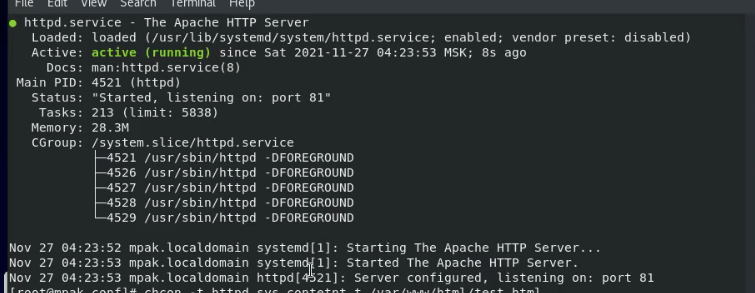 File Edit View Search Terminal Help
● httpd.service - The Apache HTTP Server
Loaded: loaded (/usr/lib/systemd/system/httpd.service; enabled; vendor preset: disabled)
Active: active (running) since Sat 2021-11-27 04:23:53 MSK; 8s ago
Docs: man:httpd.service(8)
Main PID: 4521 (httpd)
Status: "Started, listening on: port 81"
Tasks: 213 (limit: 5838)
Memory: 28.3M
CGroup: /system.slice/httpd.service
├─4521 /usr/sbin/httpd -DFOREGROUND
├─4526 /usr/sbin/httpd -DFOREGROUND
├─4527 /usr/sbin/httpd -DFOREGROUND
├─4528 /usr/sbin/httpd -DFOREGROUND
└─4529 /usr/sbin/httpd -DFOREGROUND
Nov 27 04:23:52 mpak.localdomain systemd[1]: Starting The Apache HTTP Server...
Nov 27 04:23:53 mpak.localdomain systemd[1]: Started The Apache HTTP Server.
Nov 27 04:23:53 mpak.localdomain httpd[4521]: Server configured, listening on: port 81
[root@mpak conf]# chcon -t /var/www/html/test.html